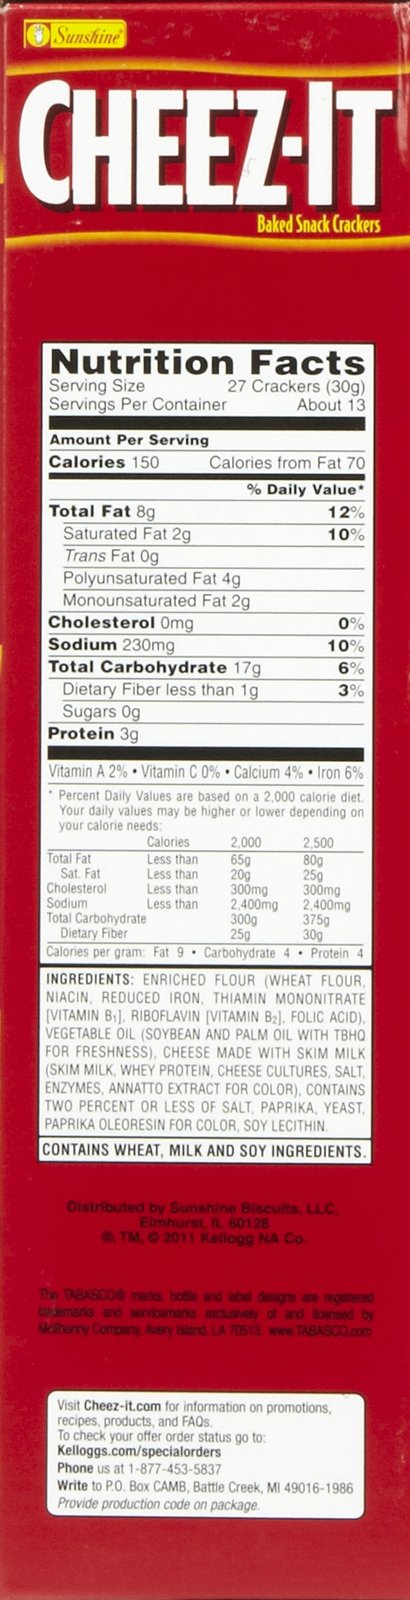 Sunshine®
CHEEZ-IT
Baked Snack Crackers
Nutrition Facts
Serving Size 27 Crackers (30g)
Servings Per Container About 13
Amount Per Serving
Calories 150 Calories from Fat 70
% Daily Value*
Total Fat 8g 12%
Saturated Fat 2g 10%
Trans Fat 0g
Polyunsaturated Fat 4g
Monounsaturated Fat 2g
Cholesterol 0mg 0%
Sodium 230mg 10%
Total Carbohydrate 17g 6%
Dietary Fiber less than 1g 3%
Sugars 0g
Protein 3g
Vitamin A 2% • Vitamin C 0% • Calcium 4% • Iron 6%
* Percent Daily Values are based on a 2,000 calorie diet.
Your daily values may be higher or lower depending on
your calorie needs:
Calories 2,000 2,500
Total Fat Less than 65g 80g
Sat. Fat Less than 20g 25g
Cholesterol Less than 300mg 300mg
Sodium Less than 2,400mg 2,400mg
Total Carbohydrate 300g 375g
Dietary Fiber 25g 30g
Calories per gram: Fat 9 • Carbohydrate 4 • Protein 4
INGREDIENTS: ENRICHED FLOUR (WHEAT FLOUR,
NIACIN, REDUCED IRON, THIAMIN MONONITRATE
[VITAMIN B₁], RIBOFLAVIN [VITAMIN B₂], FOLIC ACID),
VEGETABLE OIL (SOYBEAN AND PALM OIL WITH TBHQ
FOR FRESHNESS), CHEESE MADE WITH SKIM MILK
(SKIM MILK, WHEY PROTEIN, CHEESE CULTURES, SALT,
ENZYMES, ANNATTO EXTRACT FOR COLOR), CONTAINS
TWO PERCENT OR LESS OF SALT, PAPRIKA, YEAST,
PAPRIKA OLEORESIN FOR COLOR, SOY LECITHIN.
CONTAINS WHEAT, MILK AND SOY INGREDIENTS.
Distributed by Sunshine Biscuits, LLC.
Elmhurst, IL 60126
®, TM, © 2011 Kellogg NA Co.
The TABASCO® marks, bottle and label designs are registered
trademarks and servicemarks exclusively of and licensed by
McIlhenny Company, Avery Island, LA 70513. www.TABASCO.com
Visit Cheez-it.com for information on promotions,
recipes, products, and FAQs.
To check your offer order status go to:
Kelloggs.com/specialorders
Phone us at 1-877-453-5837
Write to P.O. Box CAMB, Battle Creek, MI 49016-1986
Provide production code on package.